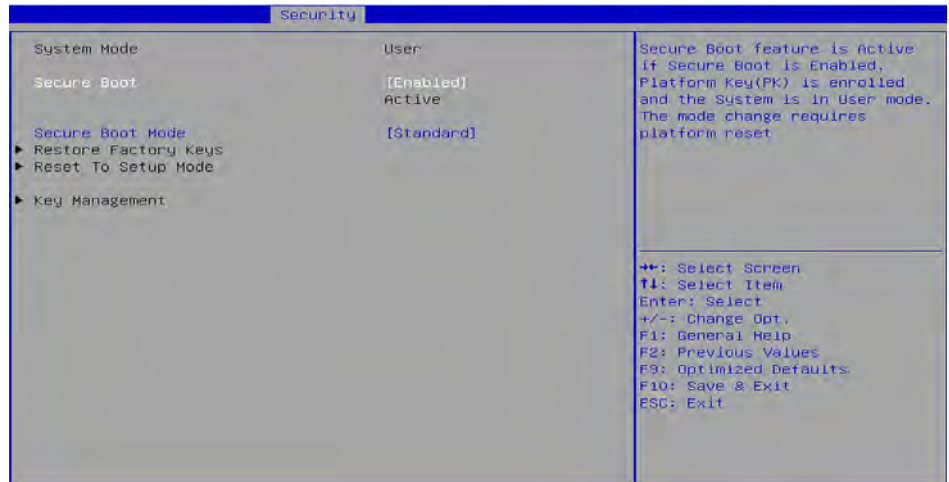 Security
System Mode User
Secure Boot [Enabled]
Active
Secure Boot Mode [Standard]
▶ Restore Factory Keys
▶ Reset To Setup Mode
▶ Key Management
Secure Boot feature is Active
if Secure Boot is Enabled,
Platform Key(PK) is enrolled
and the System is in User mode.
The mode change requires
platform reset
→←: Select Screen
↑↓: Select Item
Enter: Select
+/-: Change Opt.
F1: General Help
F2: Previous Values
F9: Optimized Defaults
F10: Save & Exit
ESC: Exit